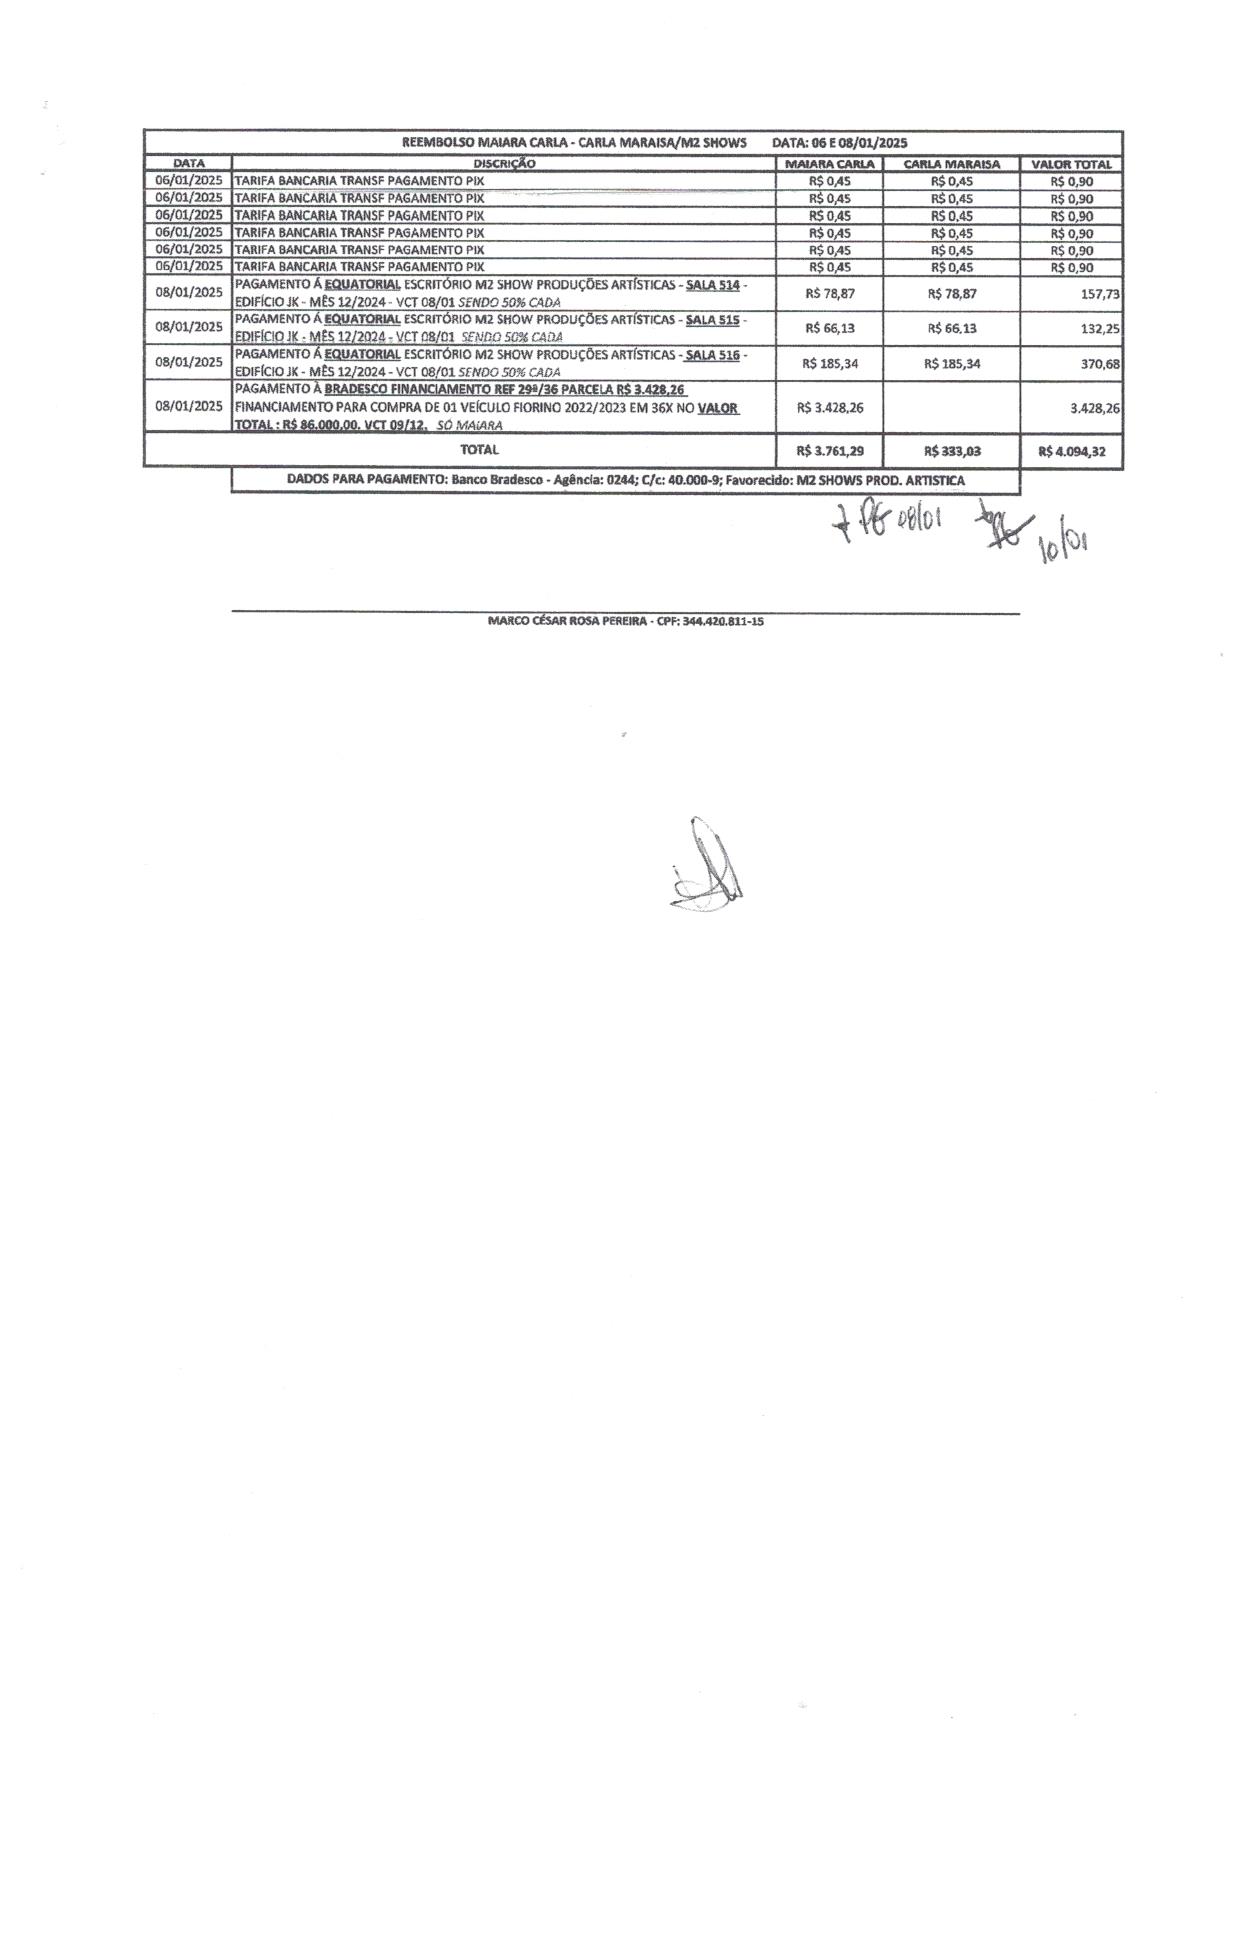 REEMBOLSO MAIARA CARLA - CARLA MARAISA/M2 SHOWS DATA: 06 E 08/01/2025
DATA DISCRIÇÃO MAIARA CARLA CARLA MARAISA VALOR TOTAL
06/01/2025 TARIFA BANCARIA TRANSF PAGAMENTO PIX R$ 0,45 R$ 0,45 R$ 0,90
06/01/2025 TARIFA BANCARIA TRANSF PAGAMENTO PIX R$ 0,45 R$ 0,45 R$ 0,90
06/01/2025 TARIFA BANCARIA TRANSF PAGAMENTO PIX R$ 0,45 R$ 0,45 R$ 0,90
06/01/2025 TARIFA BANCARIA TRANSF PAGAMENTO PIX R$ 0,45 R$ 0,45 R$ 0,90
06/01/2025 TARIFA BANCARIA TRANSF PAGAMENTO PIX R$ 0,45 R$ 0,45 R$ 0,90
06/01/2025 TARIFA BANCARIA TRANSF PAGAMENTO PIX R$ 0,45 R$ 0,45 R$ 0,90
08/01/2025 PAGAMENTO Á EQUATORIAL ESCRITÓRIO M2 SHOW PRODUÇÕES ARTÍSTICAS - SALA 514 -
EDIFÍCIO JK - MÊS 12/2024 - VCT 08/01 SENDO 50% CADA R$ 78,87 R$ 78,87 157,73
08/01/2025 PAGAMENTO Á EQUATORIAL ESCRITÓRIO M2 SHOW PRODUÇÕES ARTÍSTICAS - SALA 515 -
EDIFÍCIO JK - MÊS 12/2024 - VCT 08/01 SENDO 50% CADA R$ 66,13 R$ 66,13 132,25
08/01/2025 PAGAMENTO Á EQUATORIAL ESCRITÓRIO M2 SHOW PRODUÇÕES ARTÍSTICAS - SALA 516 -
EDIFÍCIO JK - MÊS 12/2024 - VCT 08/01 SENDO 50% CADA R$ 185,34 R$ 185,34 370,68
PAGAMENTO À BRADESCO FINANCIAMENTO REF 29ª/36 PARCELA R$ 3.428,26
08/01/2025 FINANCIAMENTO PARA COMPRA DE 01 VEÍCULO FIORINO 2022/2023 EM 36X NO VALOR R$ 3.428,26 3.428,26
TOTAL : R$ 86.000,00. VCT 09/12. SÓ MAIARA
TOTAL R$ 3.761,29 R$ 333,03 R$ 4.094,32
DADOS PARA PAGAMENTO: Banco Bradesco - Agência: 0244; C/c: 40.000-9; Favorecido: M2 SHOWS PROD. ARTISTICA
PG 08/01
10/01
MARCO CÉSAR ROSA PEREIRA - CPF: 344.420.811-15